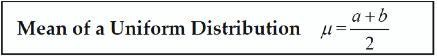 Mean of a Uniform Distribution μ = (a + b) / 2